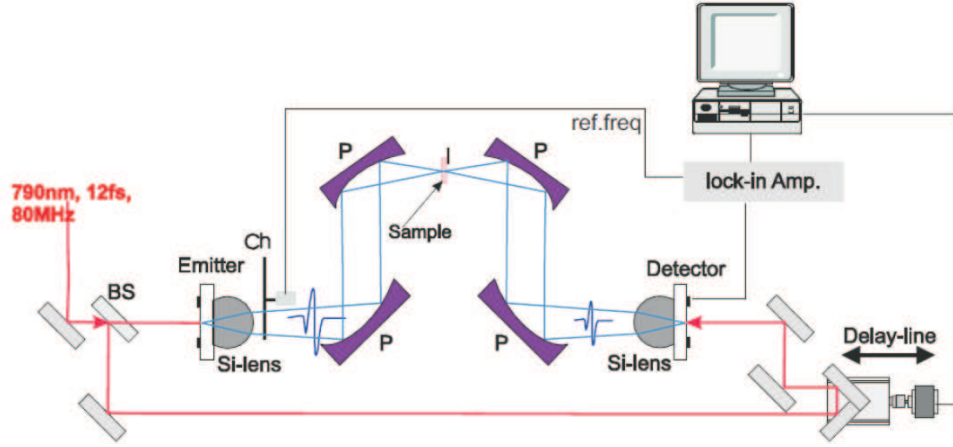 ref.freq
P
I
P
lock-in Amp.
790nm, 12fs,
80MHz
Sample
Ch
Emitter
Detector
BS
Delay-line
P
P
Si-lens
Si-lens